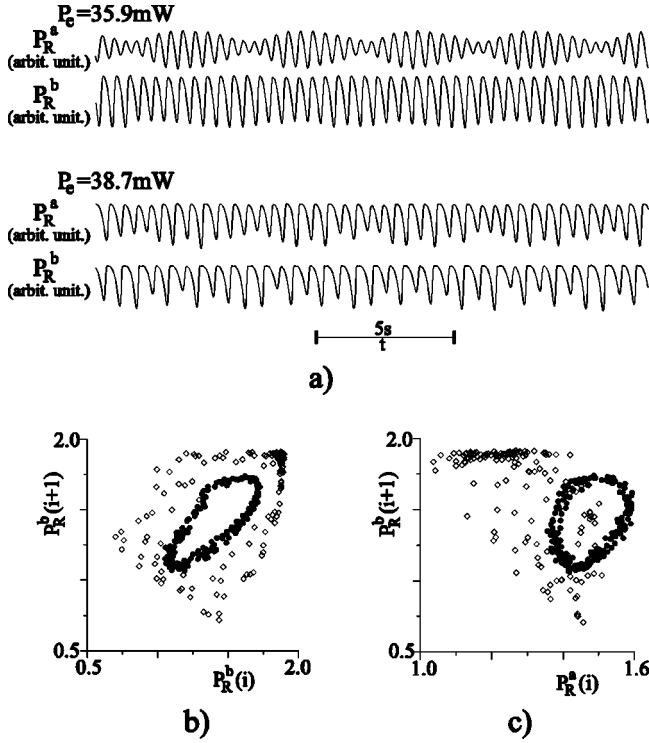 Pe=35.9mW
PRa
(arbit. unit.)
PRb
(arbit. unit.)
Pe=38.7mW
PRa
(arbit. unit.)
PRb
(arbit. unit.)
5s
t
a)
2.0
PRb(i+1)
0.5
0.5
PRb(i)
2.0
b)
2.0
PRb(i+1)
0.5
1.0
PRa(i)
1.6
c)